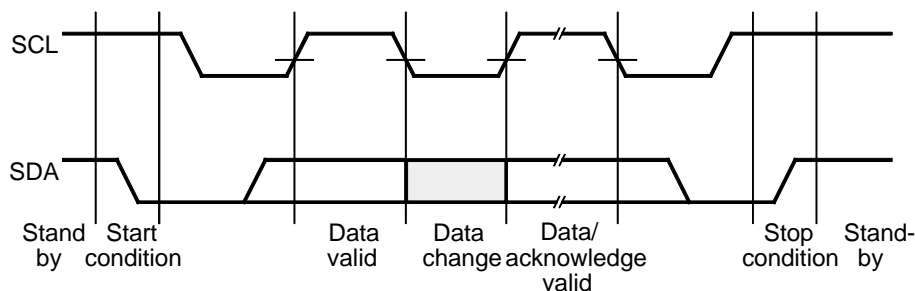 SCL
SDA
Stand Start Data Data Data/ Stop Stand-
by condition valid change acknowledge condition by
valid